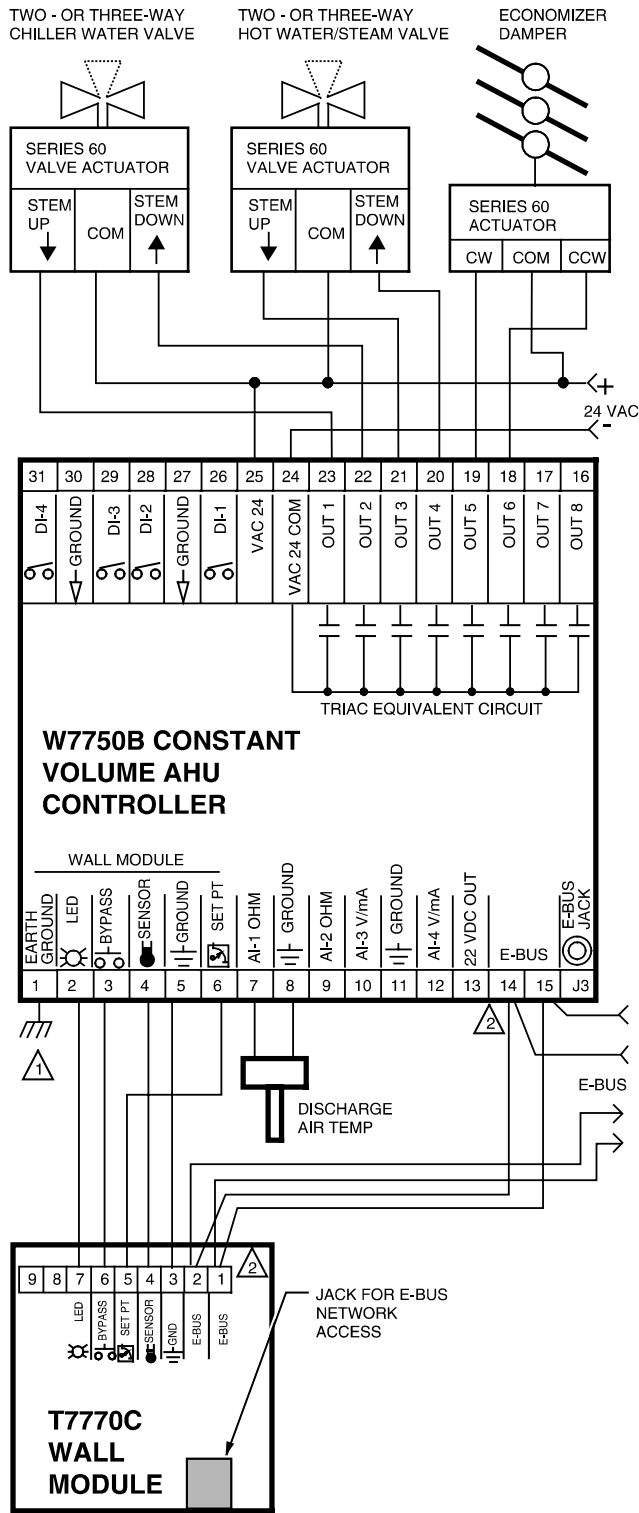 TWO - OR THREE-WAY
CHILLER WATER VALVE
TWO - OR THREE-WAY
HOT WATER/STEAM VALVE
ECONOMIZER
DAMPER
SERIES 60
VALVE ACTUATOR
STEM
UP
COM
STEM
DOWN
SERIES 60
VALVE ACTUATOR
STEM
UP
COM
STEM
DOWN
SERIES 60
ACTUATOR
CW
COM
CCW
+
24 VAC
-
31 30 29 28 27 26 25 24 23 22 21 20 19 18 17 16
DI-4
GROUND
DI-3
DI-2
GROUND
DI-1
VAC 24
VAC 24 COM
OUT 1
OUT 2
OUT 3
OUT 4
OUT 5
OUT 6
OUT 7
OUT 8
TRIAC EQUIVALENT CIRCUIT
W7750B CONSTANT
VOLUME AHU
CONTROLLER
WALL MODULE
EARTH
GROUND
LED
BYPASS
SENSOR
GROUND
SET PT
AI-1 OHM
GROUND
AI-2 OHM
AI-3 V/mA
GROUND
AI-4 V/mA
22 VDC OUT
E-BUS
E-BUS
JACK
1 2 3 4 5 6 7 8 9 10 11 12 13 14 15 J3
1
2
DISCHARGE
AIR TEMP
E-BUS
9 8 7 6 5 4 3 2 1
2
LED
BYPASS
SET PT
SENSOR
GND
E-BUS
E-BUS
JACK FOR E-BUS
NETWORK
ACCESS
T7770C
WALL
MODULE